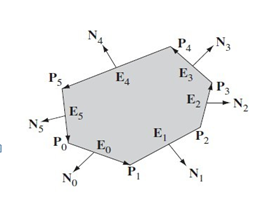 N₄
P₄
N₃
P₅
E₄
E₃
P₃
E₂
N₂
N₅
E₅
P₀
E₀
E₁
P₂
P₁
N₀
N₁